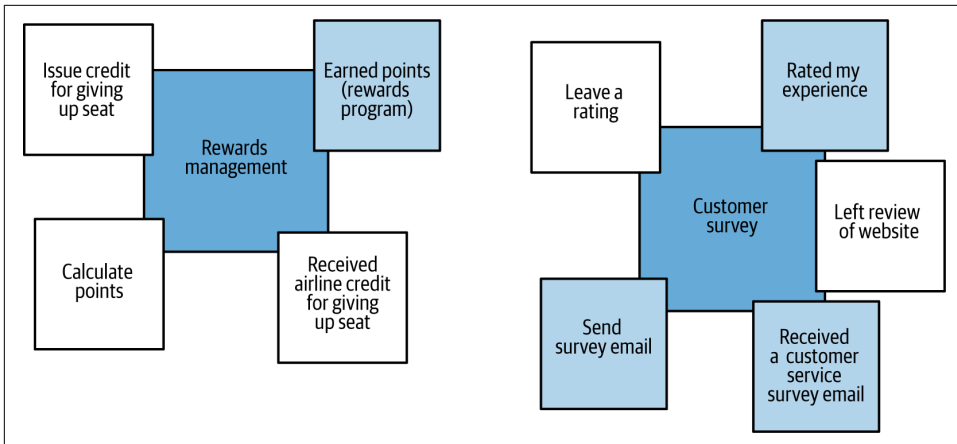 Issue credit
for giving
up seat
Earned points
(rewards
program)
Rewards
management
Calculate
points
Received
airline credit
for giving
up seat
Leave a
rating
Rated my
experience
Customer
survey
Left review
of website
Send
survey email
Received
a customer
service
survey email